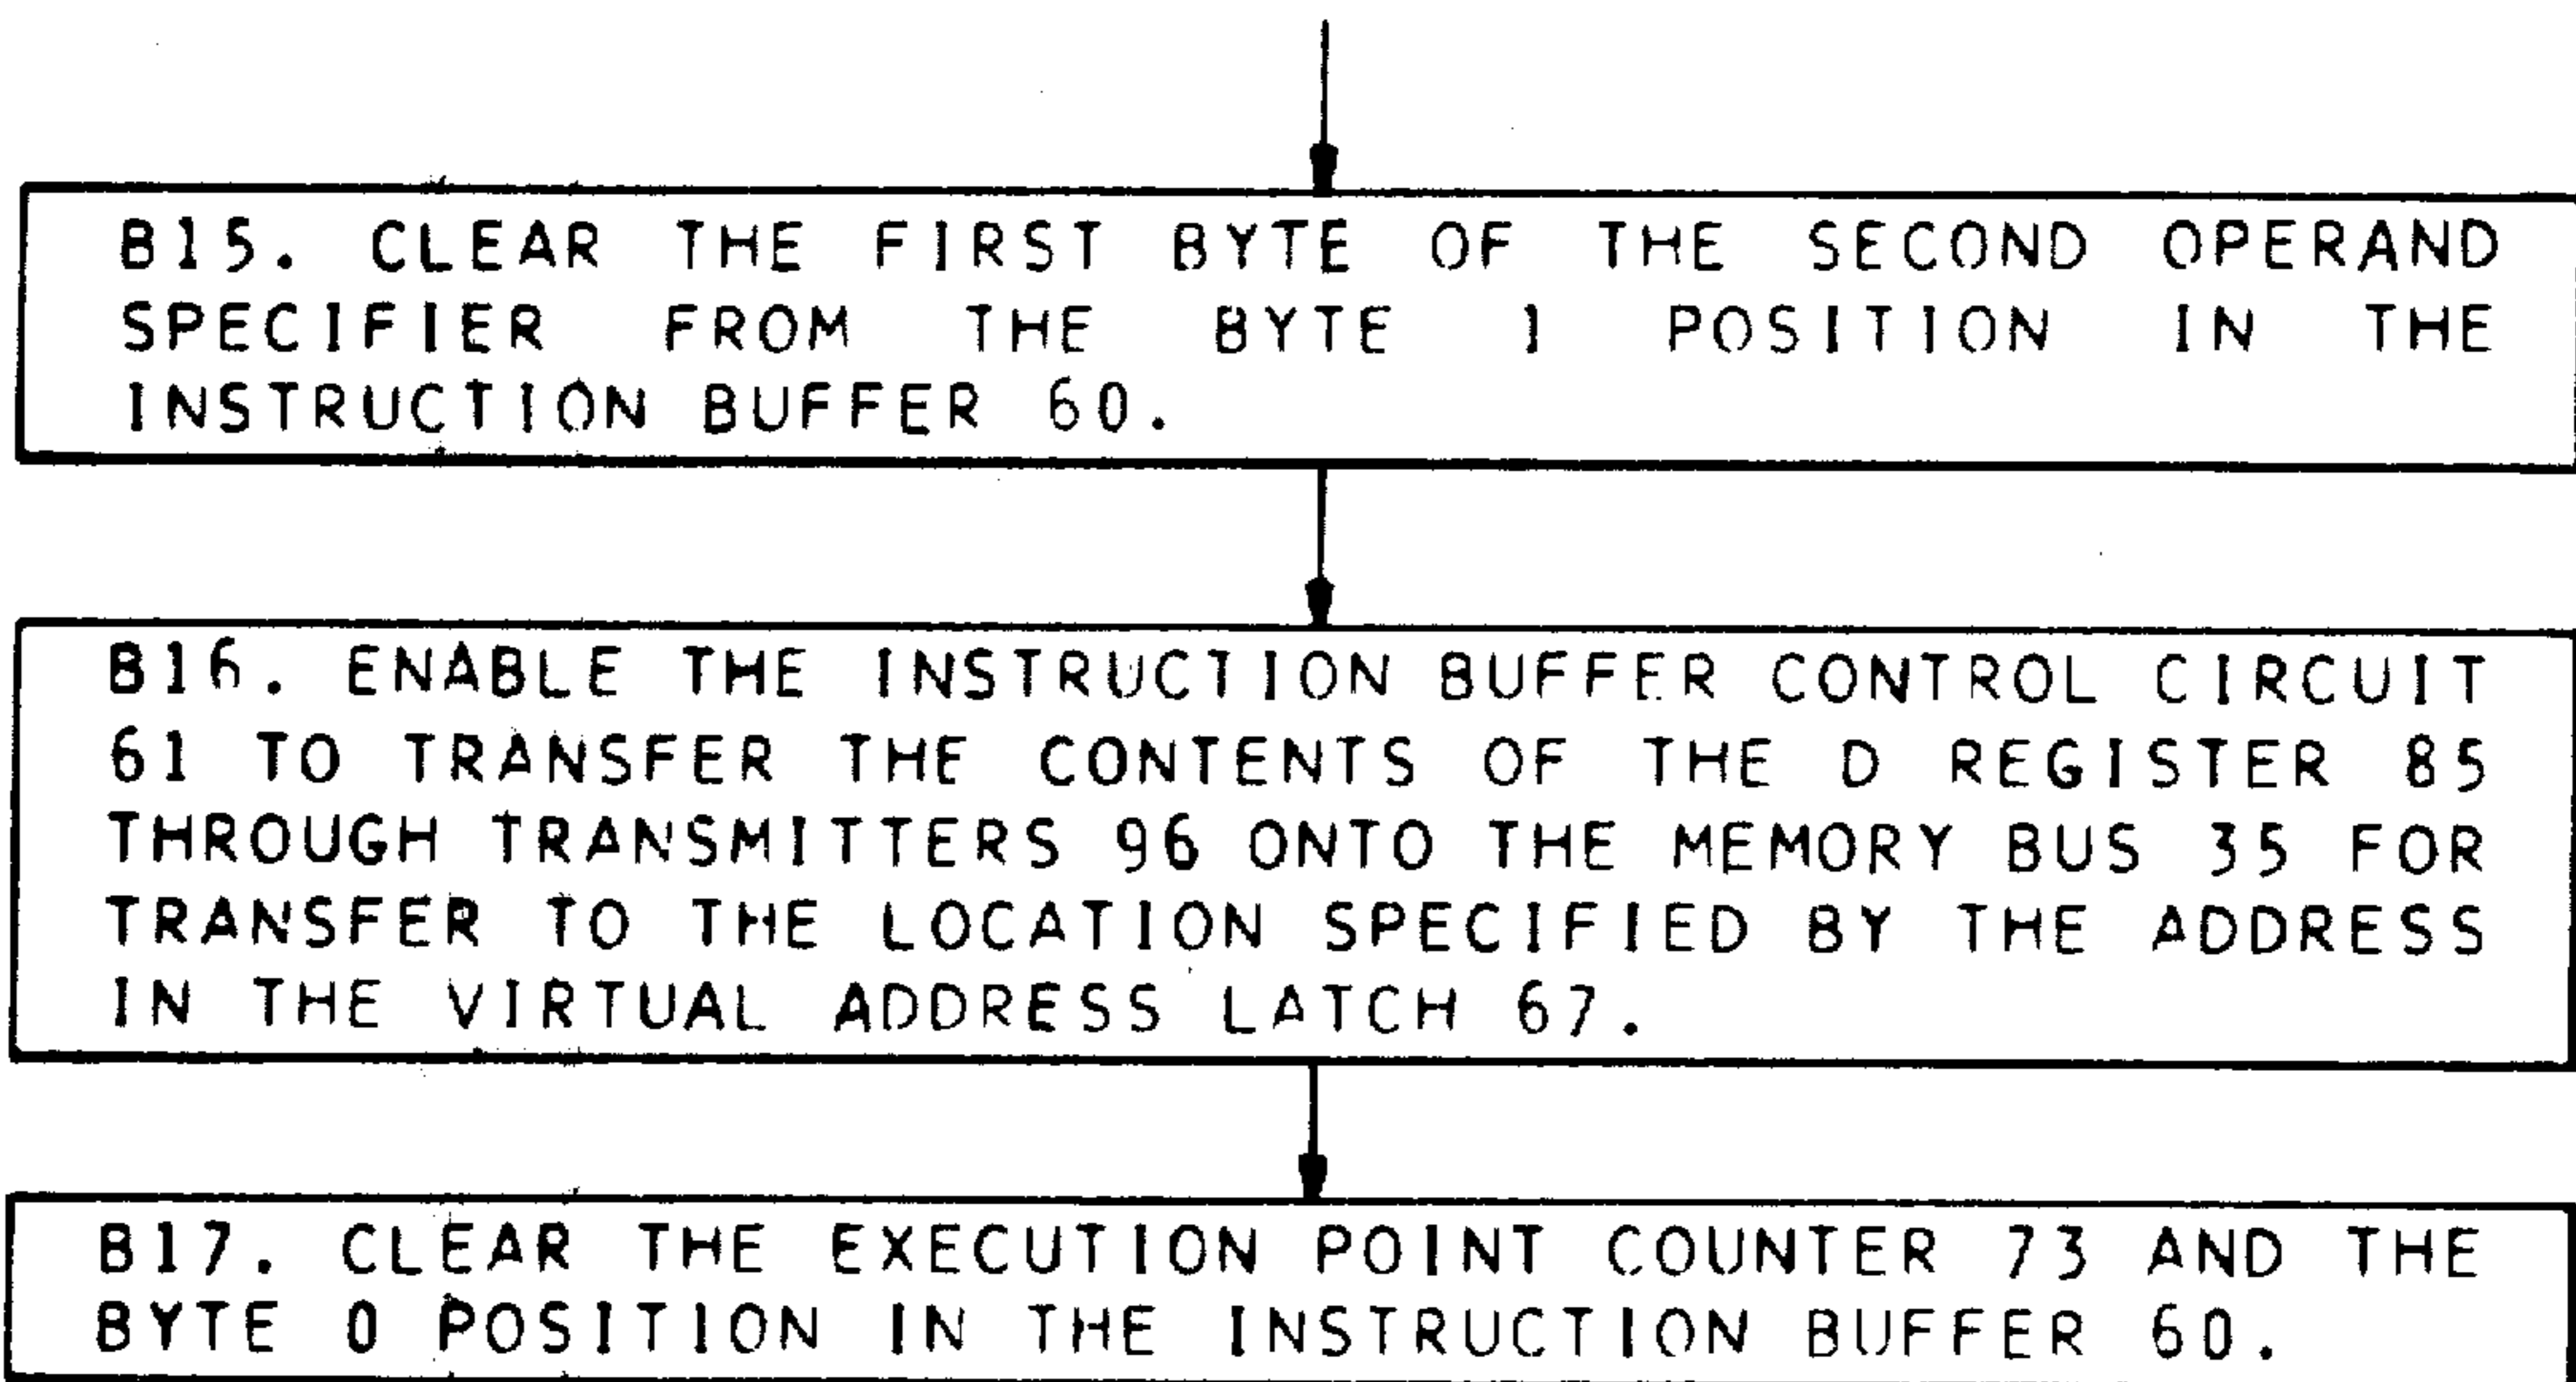 B15. CLEAR THE FIRST BYTE OF THE SECOND OPERAND
SPECIFIER FROM THE BYTE 1 POSITION IN THE
INSTRUCTION BUFFER 60.
B16. ENABLE THE INSTRUCTION BUFFER CONTROL CIRCUIT
61 TO TRANSFER THE CONTENTS OF THE D REGISTER 85
THROUGH TRANSMITTERS 96 ONTO THE MEMORY BUS 35 FOR
TRANSFER TO THE LOCATION SPECIFIED BY THE ADDRESS
IN THE VIRTUAL ADDRESS LATCH 67.
B17. CLEAR THE EXECUTION POINT COUNTER 73 AND THE
BYTE 0 POSITION IN THE INSTRUCTION BUFFER 60.